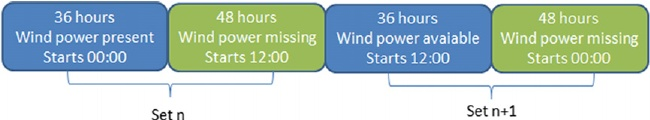 36 hours
Wind power present
Starts 00:00
48 hours
Wind power missing
Starts 12:00
36 hours
Wind power avaiable
Starts 12:00
48 hours
Wind power missing
Starts 00:00
Set n
Set n+1